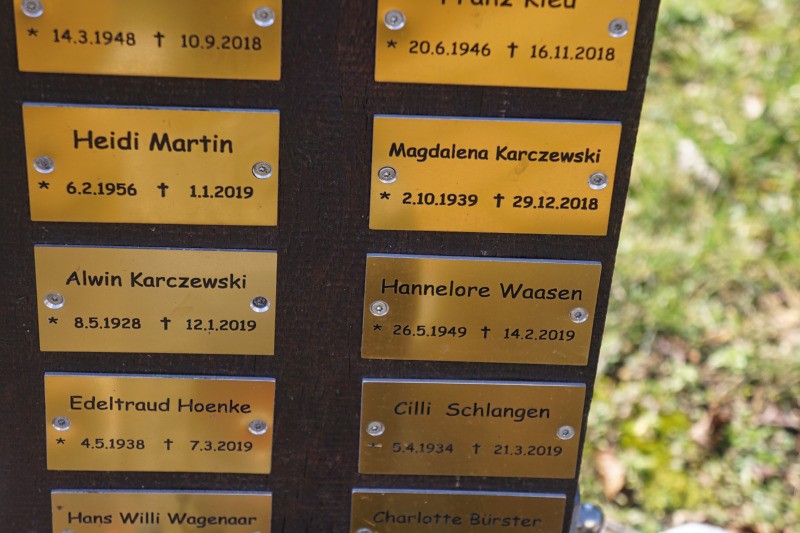 * 14.3.1948 † 10.9.2018
* 20.6.1946 † 16.11.2018
Heidi Martin
* 6.2.1956 † 1.1.2019
Magdalena Karczewski
* 2.10.1939 † 29.12.2018
Alwin Karczewski
* 8.5.1928 † 12.1.2019
Hannelore Waasen
* 26.5.1949 † 14.2.2019
Edeltraud Hoenke
* 4.5.1938 † 7.3.2019
Cilli Schlangen
* 5.4.1934 † 21.3.2019
Hans Willi Wagenaar
Charlotte Bürster